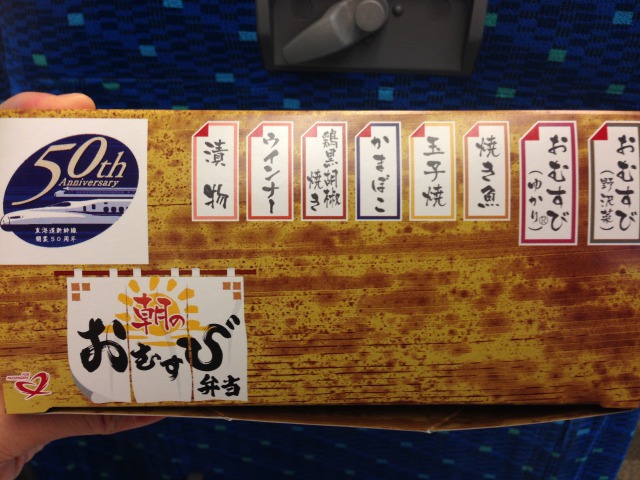 50th
Anniversary
東海道新幹線
開業50周年
おむすび
(野沢菜)
おむすび
(ゆかり®)
焼き魚
玉子焼
かまぼこ
鶏黒胡椒
焼き
ウインナー
漬物
朝の
おむすび
弁当